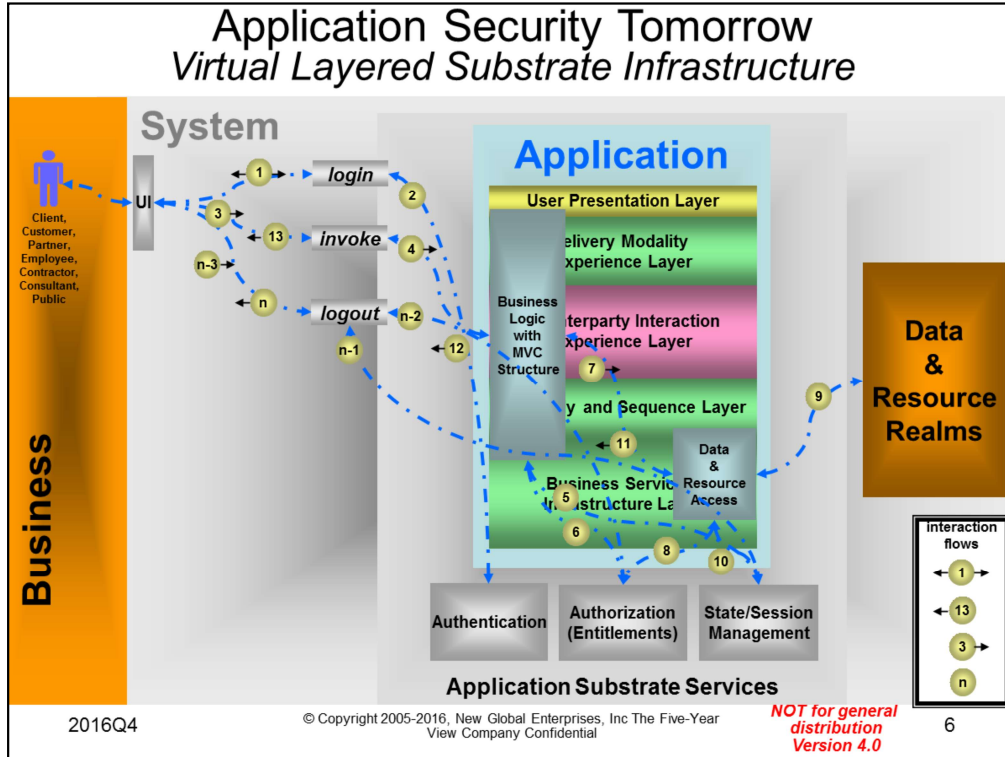 Application Security Tomorrow
Virtual Layered Substrate Infrastructure
System
Application
Client,
Customer,
Partner,
Employee,
Contractor,
Consultant,
Public
Business
UI
1
login
2
3
13
invoke
4
n-3
n
logout
n-2
n-1
12
User Presentation Layer
elivery Modality
xperience Layer
Business
Logic
with
MVC
Structure
nterparty Interaction
xperience Layer
7
y and Sequence Layer
11
Data
&
Resource
Access
Business Servic
In
astructure La
5
6
8
10
9
Data
&
Resource
Realms
Authentication
Authorization
(Entitlements)
State/Session
Management
Application Substrate Services
interaction
flows
1
13
3
n
2016Q4
© Copyright 2005-2016, New Global Enterprises, Inc The Five-Year
View Company Confidential
NOT for general
distribution
Version 4.0
6